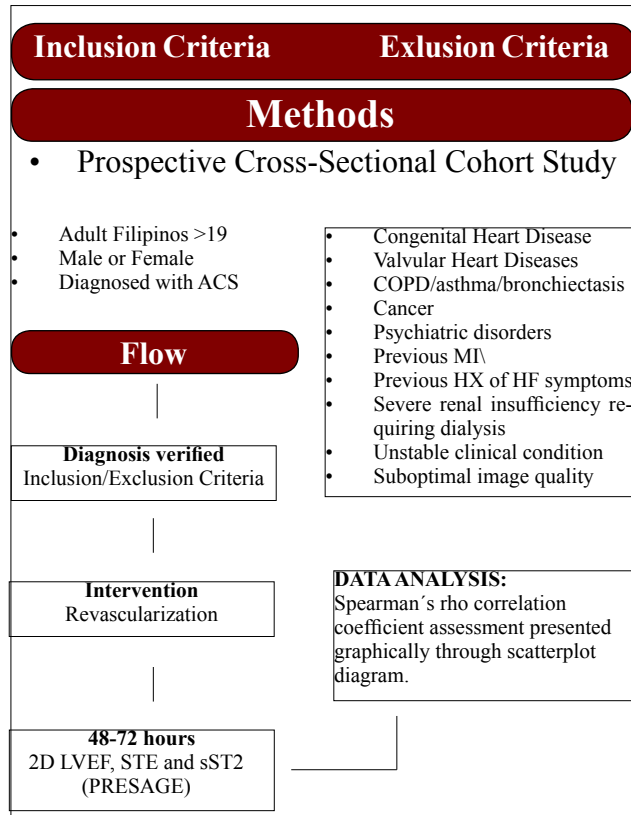 Inclusion Criteria Exlusion Criteria
Methods
• Prospective Cross-Sectional Cohort Study
• Adult Filipinos >19
• Male or Female
• Diagnosed with ACS
• Congenital Heart Disease
• Valvular Heart Diseases
• COPD/asthma/bronchiectasis
• Cancer
• Psychiatric disorders
• Previous MI\
• Previous HX of HF symptoms
• Severe renal insufficiency re-
quiring dialysis
• Unstable clinical condition
• Suboptimal image quality
Flow
Diagnosis verified
Inclusion/Exclusion Criteria
Intervention
Revascularization
48-72 hours
2D LVEF, STE and sST2
(PRESAGE)
DATA ANALYSIS:
Spearman´s rho correlation
coefficient assessment presented
graphically through scatterplot
diagram.